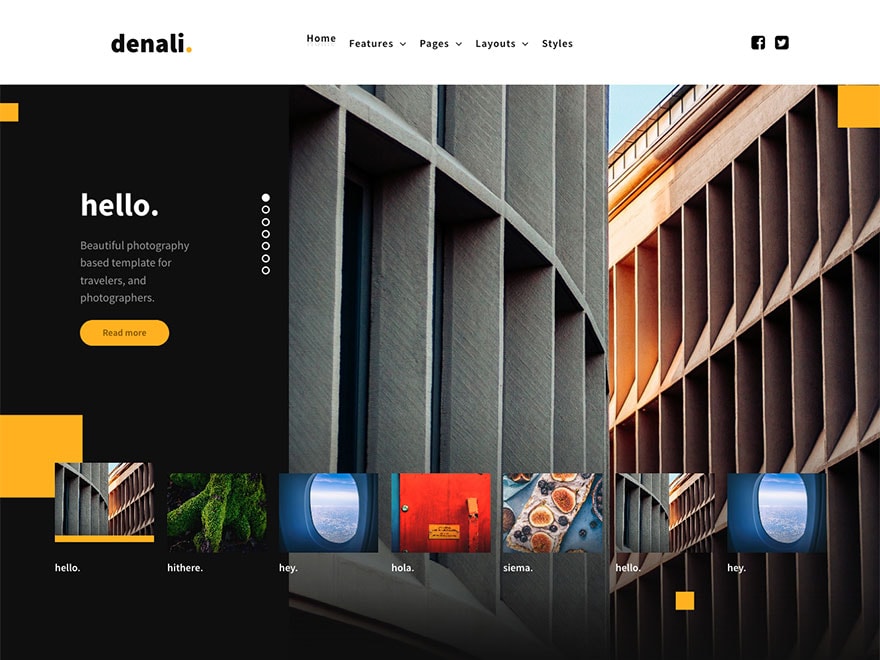 denali.
Home Features Pages Layouts Styles
hello.
Beautiful photography
based template for
travelers, and
photographers.
Read more
hello. hithere. hey. hola. siema. hello. hey.